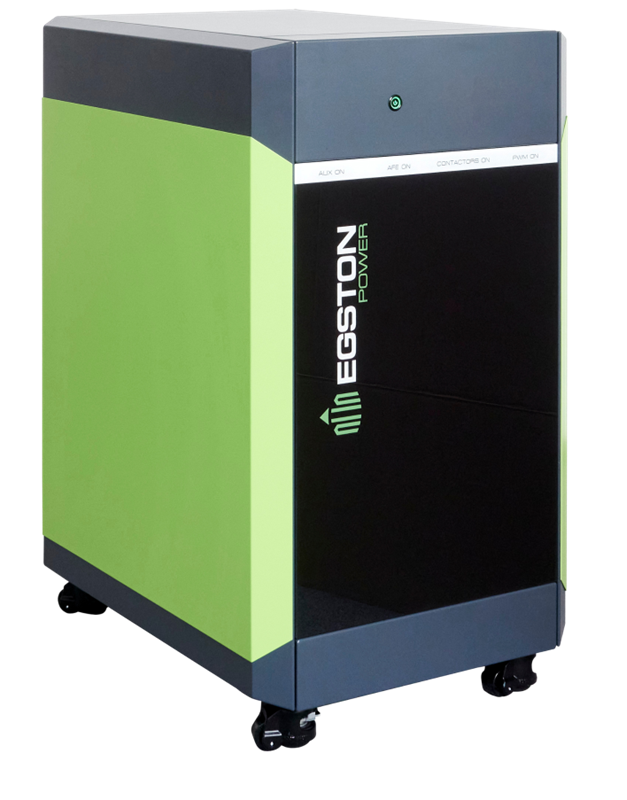 AUX ON
AFE ON
CONTACTORS ON
PWM ON
EGSTON
POWER